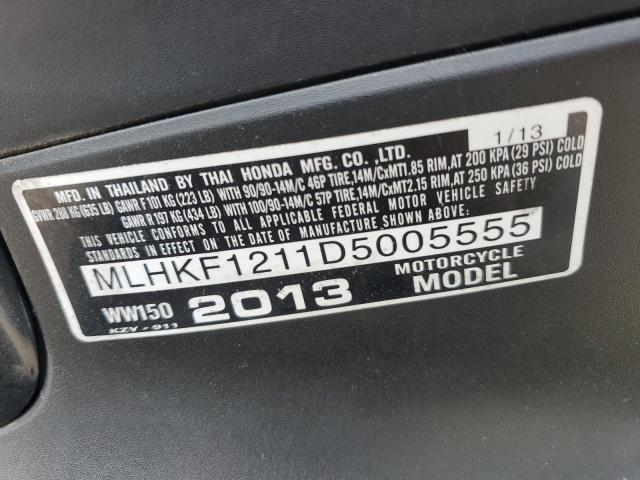 1/13
MFD. IN THAILAND BY THAI HONDA MFG. CO.,LTD.
GAWR F 101 KG (223 LB) WITH 90/90-14M/C 46P TIRE,14M/CxMT1.85 RIM,AT 200 KPA (29 PSI) COLD
GVWR 288 KG (635 LB) GAWR R 197 KG (434 LB) WITH 100/90-14M/C 57P TIRE,14M/CxMT2.15 RIM,AT 250 KPA (36 PSI) COLD
THIS VEHICLE CONFORMS TO ALL APPLICABLE FEDERAL MOTOR VEHICLE SAFETY
STANDARDS IN EFFECT ON THE DATE OF MANUFACTURE SHOWN ABOVE.
MLHKF1211D5005555
WW150 2013 MOTORCYCLE MODEL
KZY-911